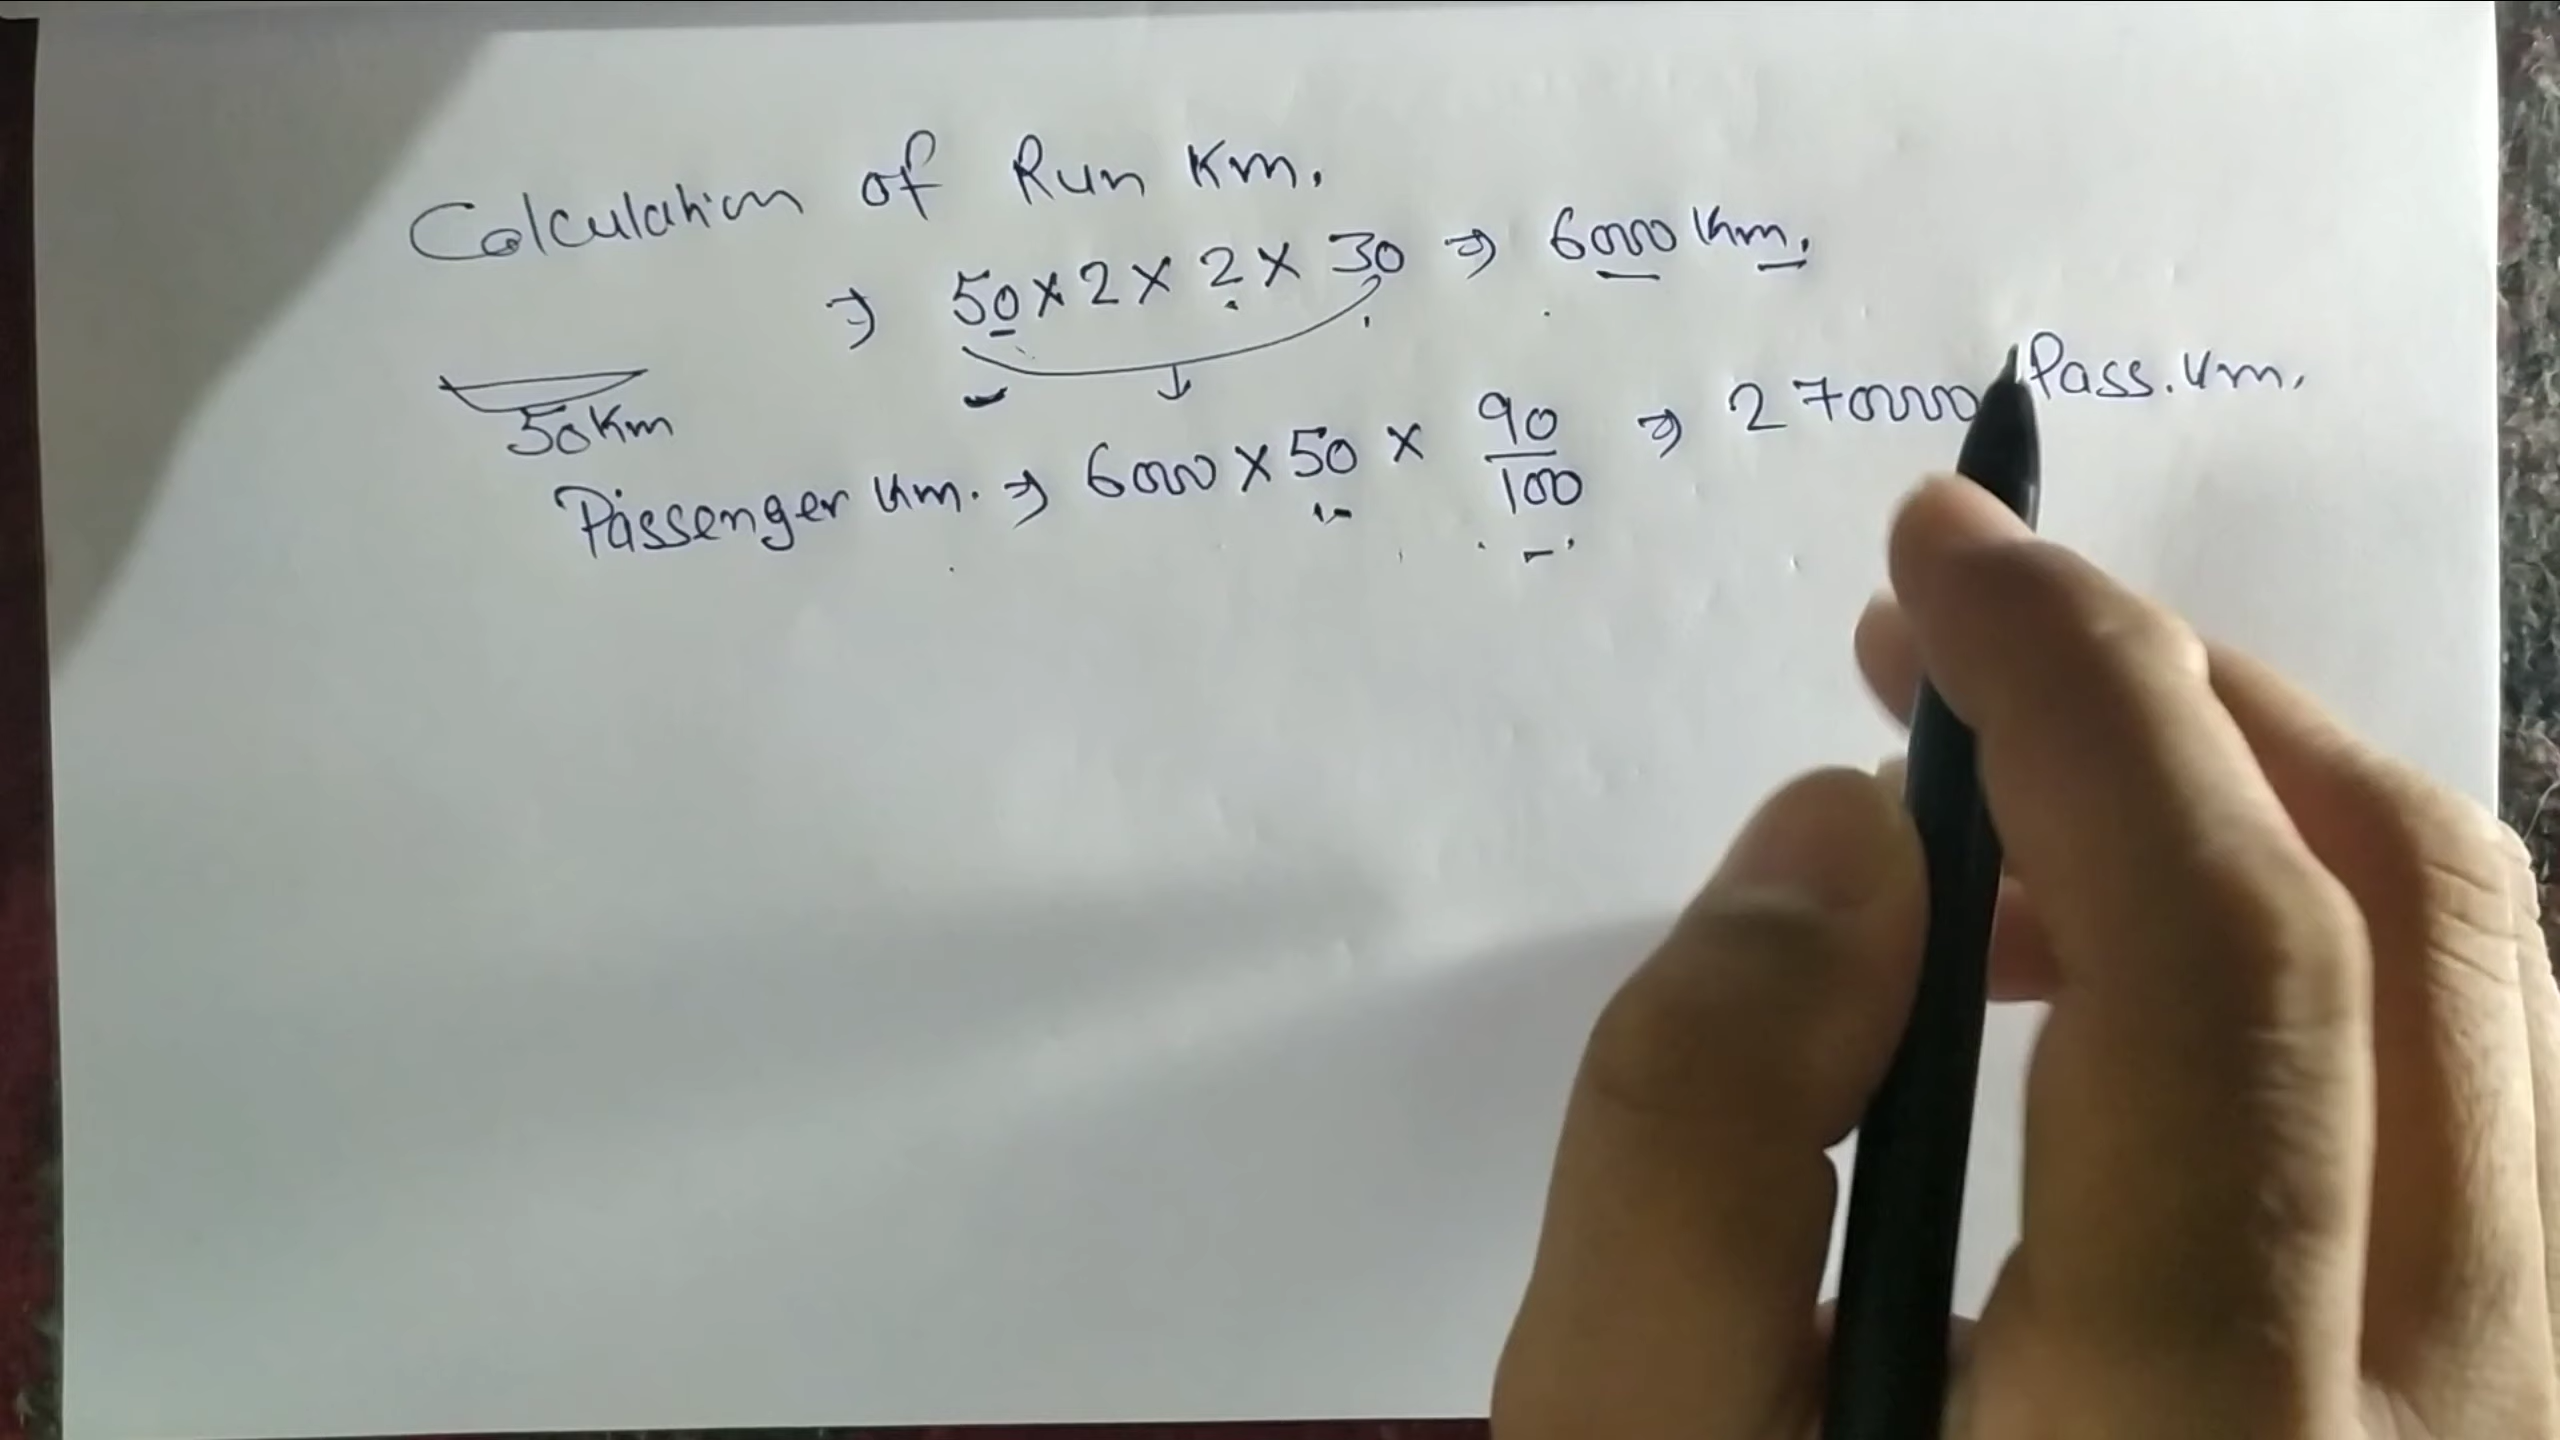 Calculation of Run Km.
⇒ 50 × 2 × 2 × 30 ⇒ 6000 Km.
50 Km
Passenger Km. ⇒ 6000 × 50 × 90/100 ⇒ 270000 Pass. Km.